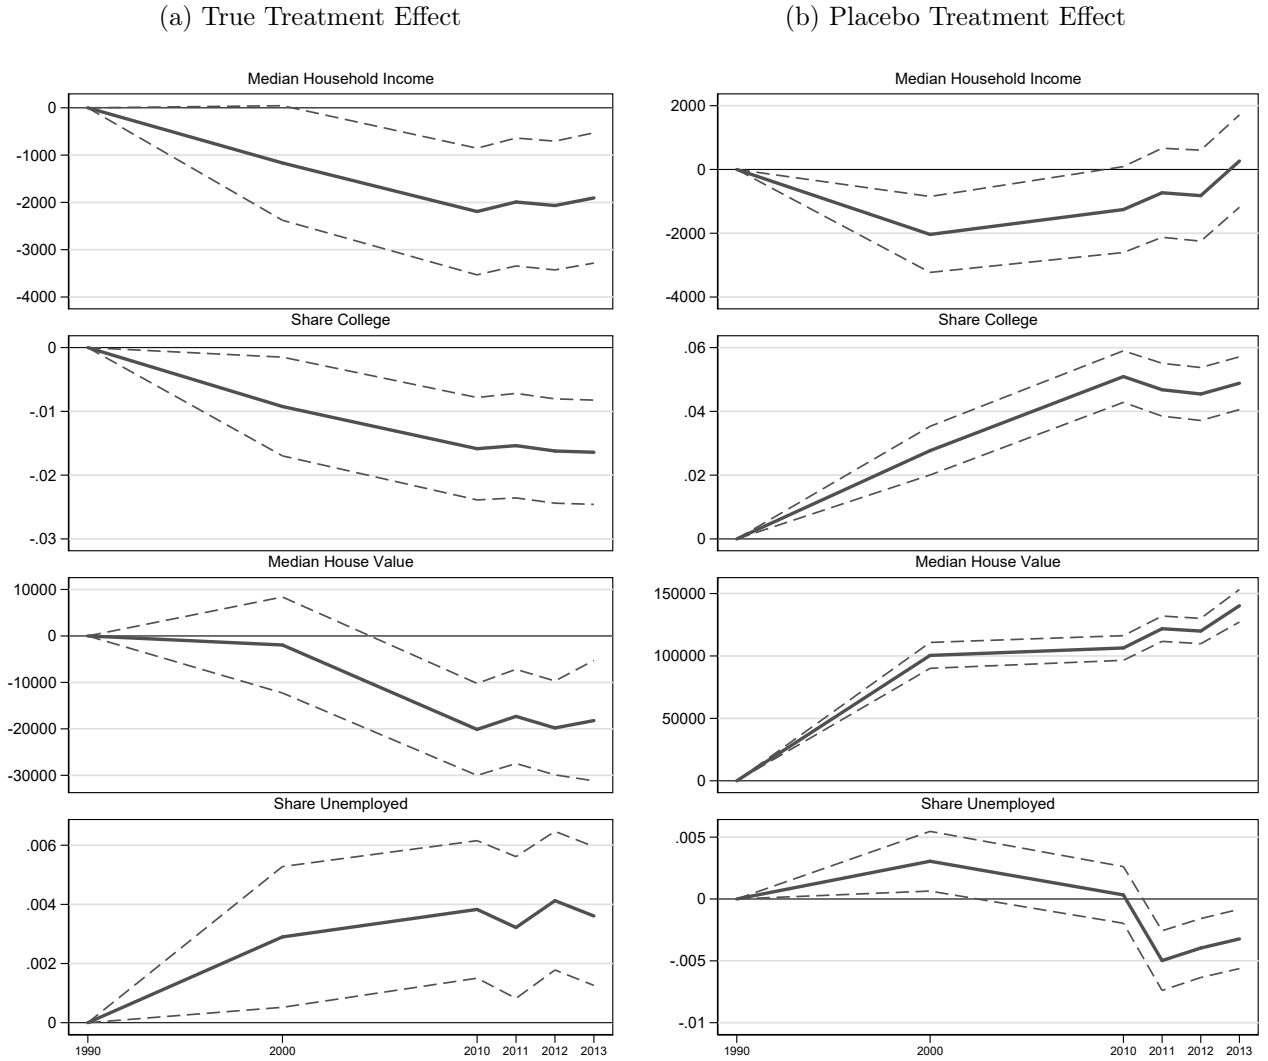 (a) True Treatment Effect
Median Household Income
0
-1000
-2000
-3000
-4000
Share College
0
-.01
-.02
-.03
Median House Value
10000
0
-10000
-20000
-30000
Share Unemployed
.006
.004
.002
0
1990 2000 2010 2011 2012 2013
(b) Placebo Treatment Effect
Median Household Income
2000
0
-2000
-4000
Share College
.06
.04
.02
0
Median House Value
150000
100000
50000
0
Share Unemployed
.005
0
-.005
-.01
1990 2000 2010 2011 2012 2013